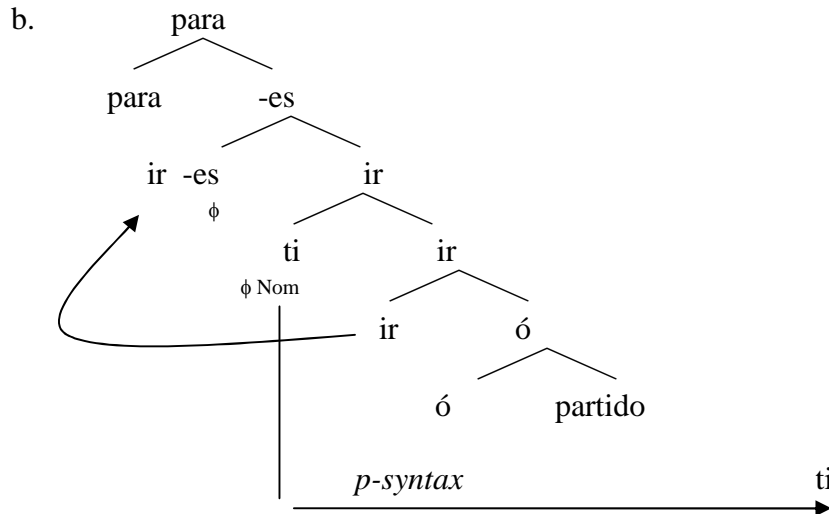 b. para
para -es
ir -es ir
ϕ
ti ir
ϕ Nom
ir ó
ó partido
p-syntax ti